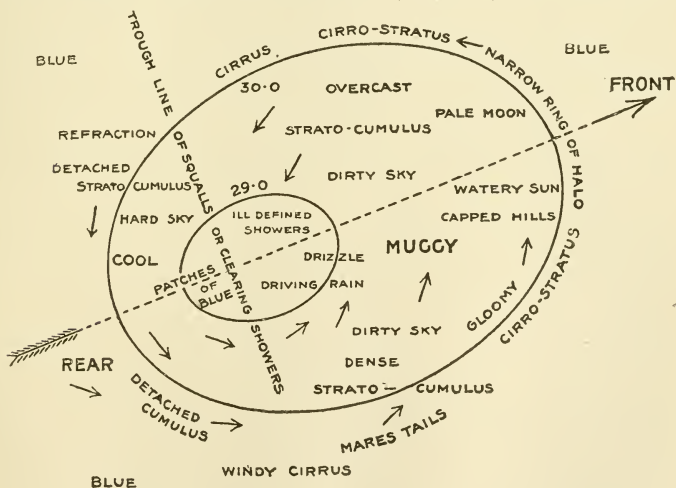 CIRRO-STRATUS
BLUE
BLUE
CIRRUS
NARROW RING OF HALO
TROUGH LINE OF SQUALLS OR CLEARING SHOWERS
30·0
OVERCAST
FRONT
PALE MOON
REFRACTION
STRATO-CUMULUS
DETACHED
STRATO CUMULUS
DIRTY SKY
29·0
WATERY SUN
HARD SKY
ILL DEFINED
SHOWERS
CAPPED HILLS
MUGGY
COOL
DRIZZLE
PATCHES
OF
BLUE
DRIVING RAIN
GLOOMY
CIRRO-STRATUS
DIRTY SKY
REAR
DENSE
STRATO - CUMULUS
DETACHED
CUMULUS
MARES TAILS
WINDY CIRRUS
BLUE